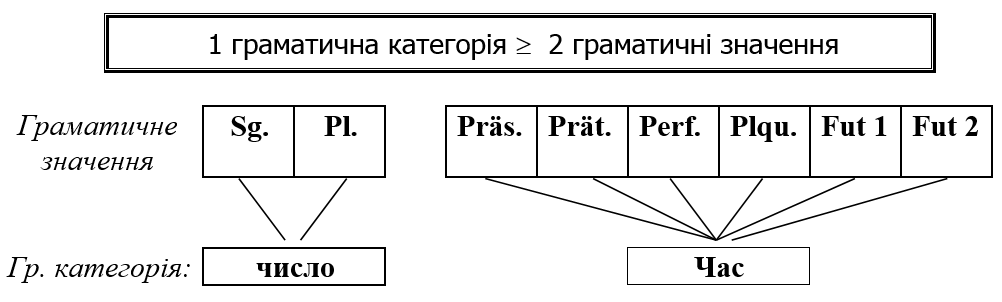 1 граматична категорія ≥ 2 граматичні значення
Граматичне значення
Sg. Pl. Präs. Prät. Perf. Plqu. Fut 1 Fut 2
Гр. категорія: число Час